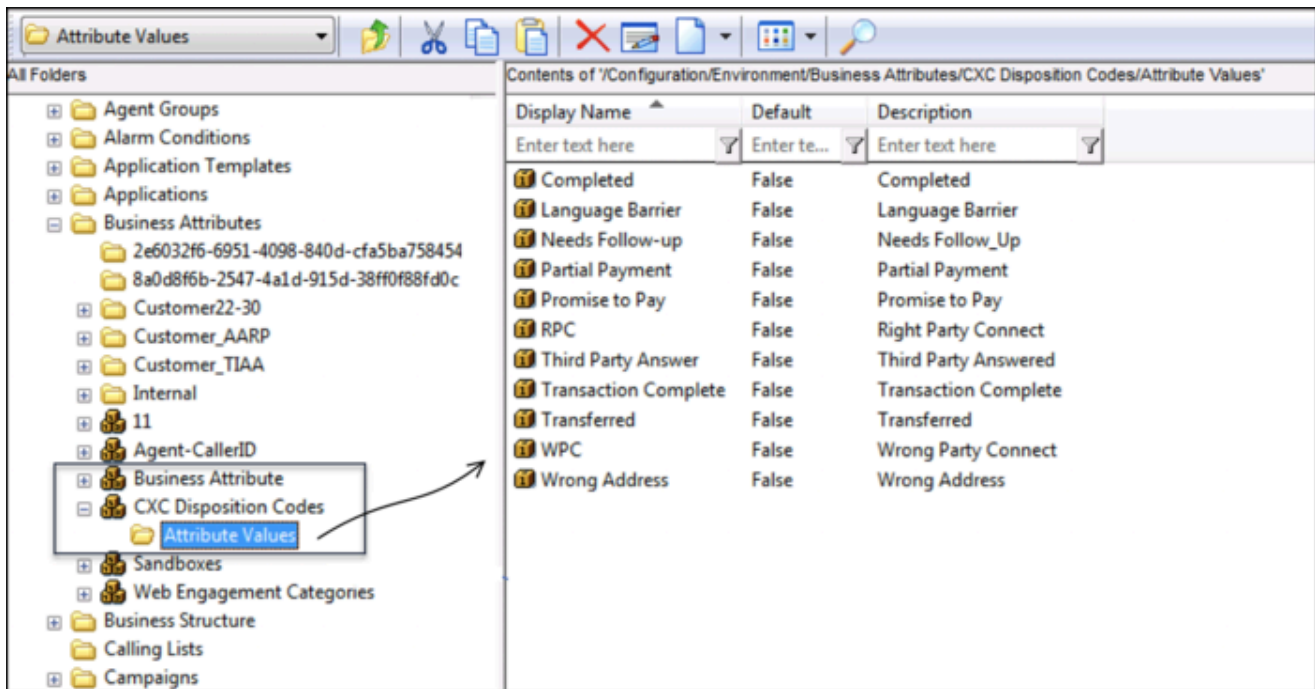 Attribute Values
All Folders
Agent Groups
Alarm Conditions
Application Templates
Applications
Business Attributes
2e6032f6-6951-4098-840d-cfa5ba758454
8a0d8f6b-2547-4a1d-915d-38ff0f88fd0c
Customer22-30
Customer_AARP
Customer_TIAA
Internal
11
Agent-CallerID
Business Attribute
CXC Disposition Codes
Attribute Values
Sandboxes
Web Engagement Categories
Business Structure
Calling Lists
Campaigns
Contents of '/Configuration/Environment/Business Attributes/CXC Disposition Codes/Attribute Values'
Display Name Default Description
Enter text here Enter te... Enter text here
Completed False Completed
Language Barrier False Language Barrier
Needs Follow-up False Needs Follow_Up
Partial Payment False Partial Payment
Promise to Pay False Promise to Pay
RPC False Right Party Connect
Third Party Answer False Third Party Answered
Transaction Complete False Transaction Complete
Transferred False Transferred
WPC False Wrong Party Connect
Wrong Address False Wrong Address